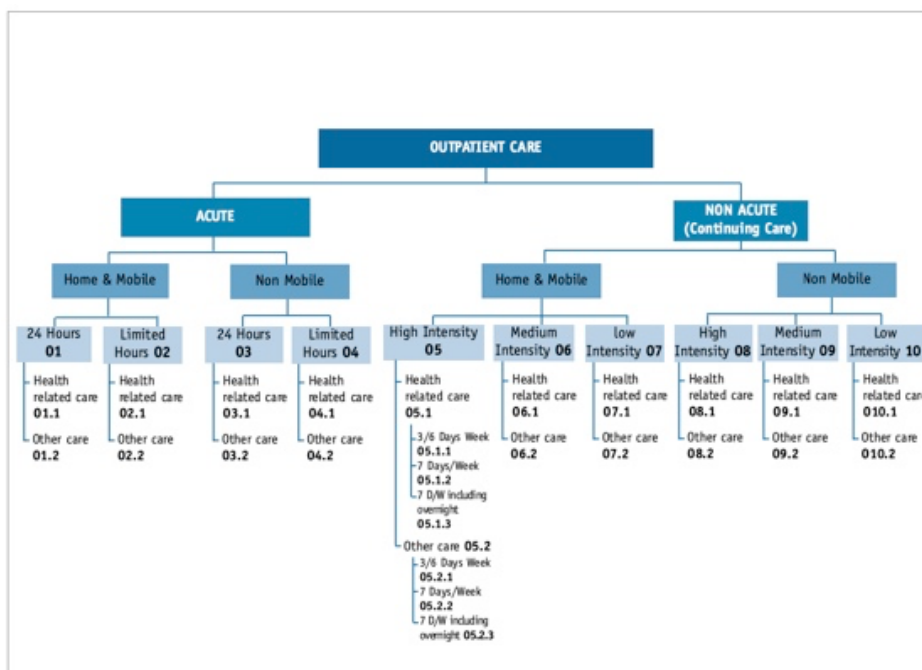 OUTPATIENT CARE
ACUTE
NON ACUTE
(Continuing Care)
Home & Mobile
Non Mobile
Home & Mobile
Non Mobile
24 Hours
01
Limited
Hours 02
24 Hours
03
Limited
Hours 04
High Intensity
05
Medium
Intensity 06
low
Intensity 07
High
Intensity 08
Medium
Intensity 09
Low
Intensity 10
Health
related care
01.1
Other care
01.2
Health
related care
02.1
Other care
02.2
Health
related care
03.1
Other care
03.2
Health
related care
04.1
Other care
04.2
Health
related care
05.1
3/6 Days Week
05.1.1
7 Days/Week
05.1.2
7 D/W including
overnight
05.1.3
Other care 05.2
3/6 Days Week
05.2.1
7 Days/Week
05.2.2
7 D/W including
overnight 05.2.3
Health
related care
06.1
Other care
06.2
Health
related care
07.1
Other care
07.2
Health
related care
08.1
Other care
08.2
Health
related care
09.1
Other care
09.2
Health
related care
010.1
Other care
010.2